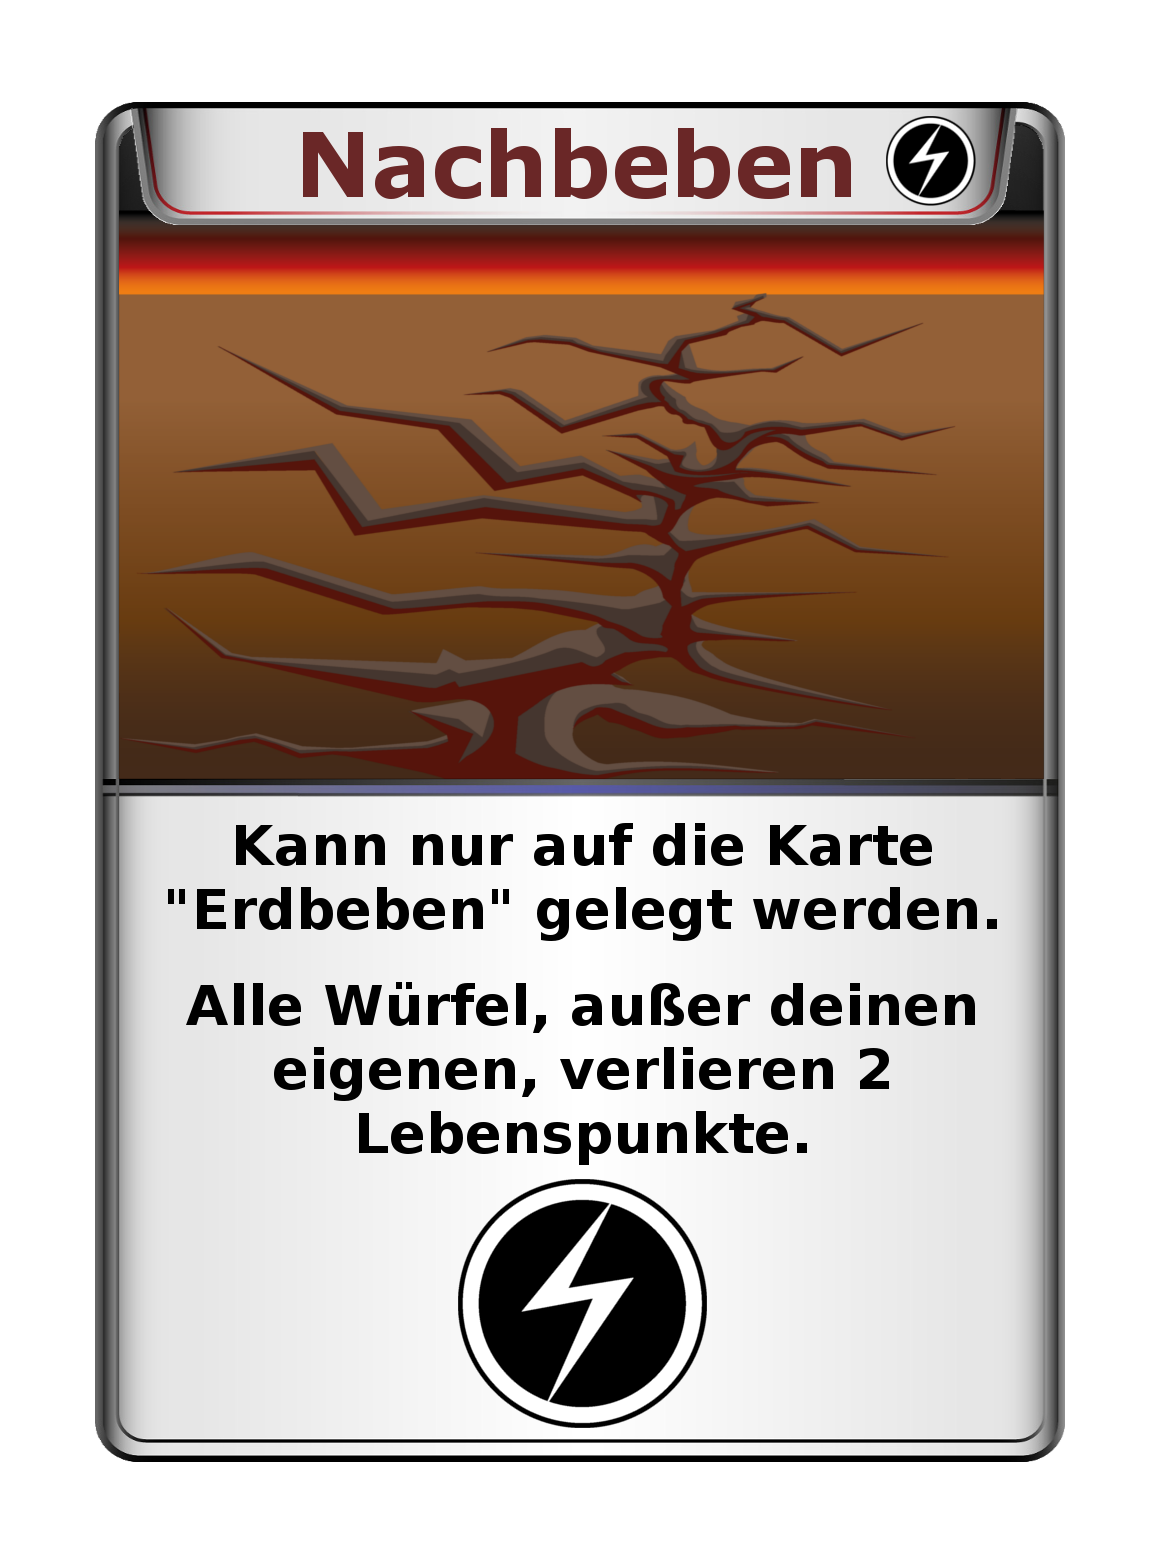 Nachbeben
Kann nur auf die Karte
"Erdbeben" gelegt werden.
Alle Würfel, außer deinen
eigenen, verlieren 2
Lebenspunkte.